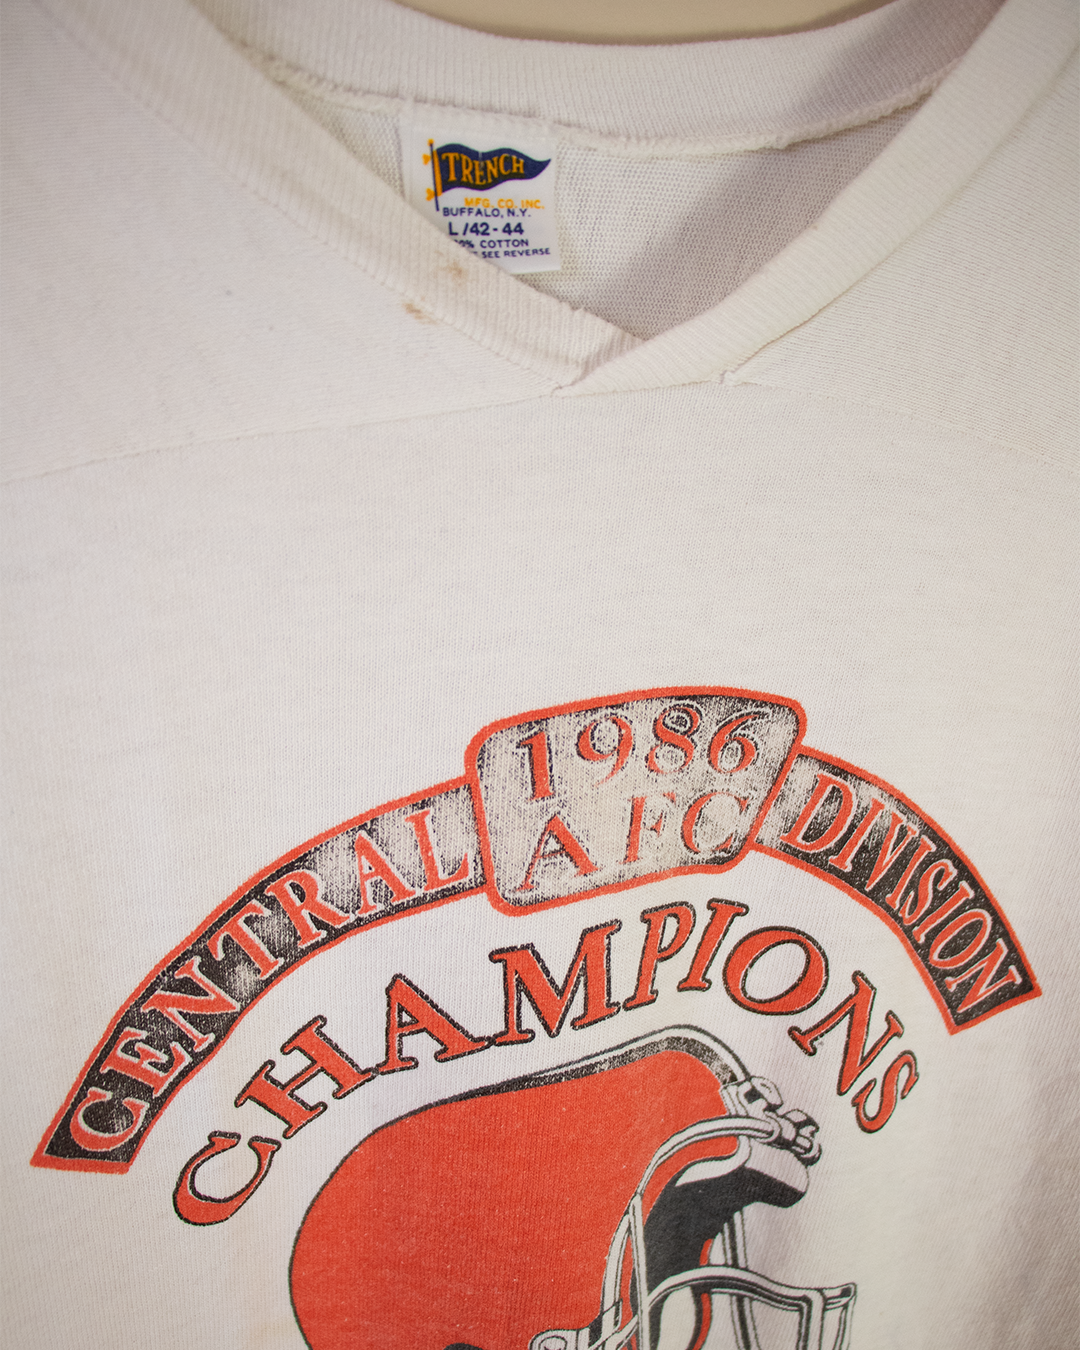 TRENCH
MFG. CO. INC.
BUFFALO, N.Y.
L/42-44
COTTON
SEE REVERSE
1986
AFC
CENTRAL DIVISION
CHAMPIONS